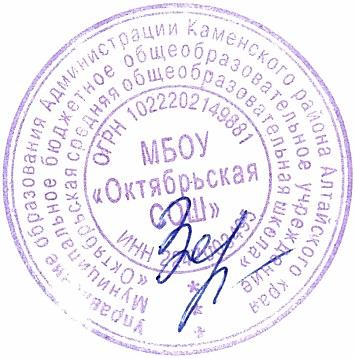 Управление образования Администрации Каменского района Алтайского края
Муниципальное бюджетное общеобразовательное учреждение
«Октябрьская средняя общеобразовательная школа»
ОГРН 1022202149881
ИНН
МБОУ
«Октябрьская
СОШ»